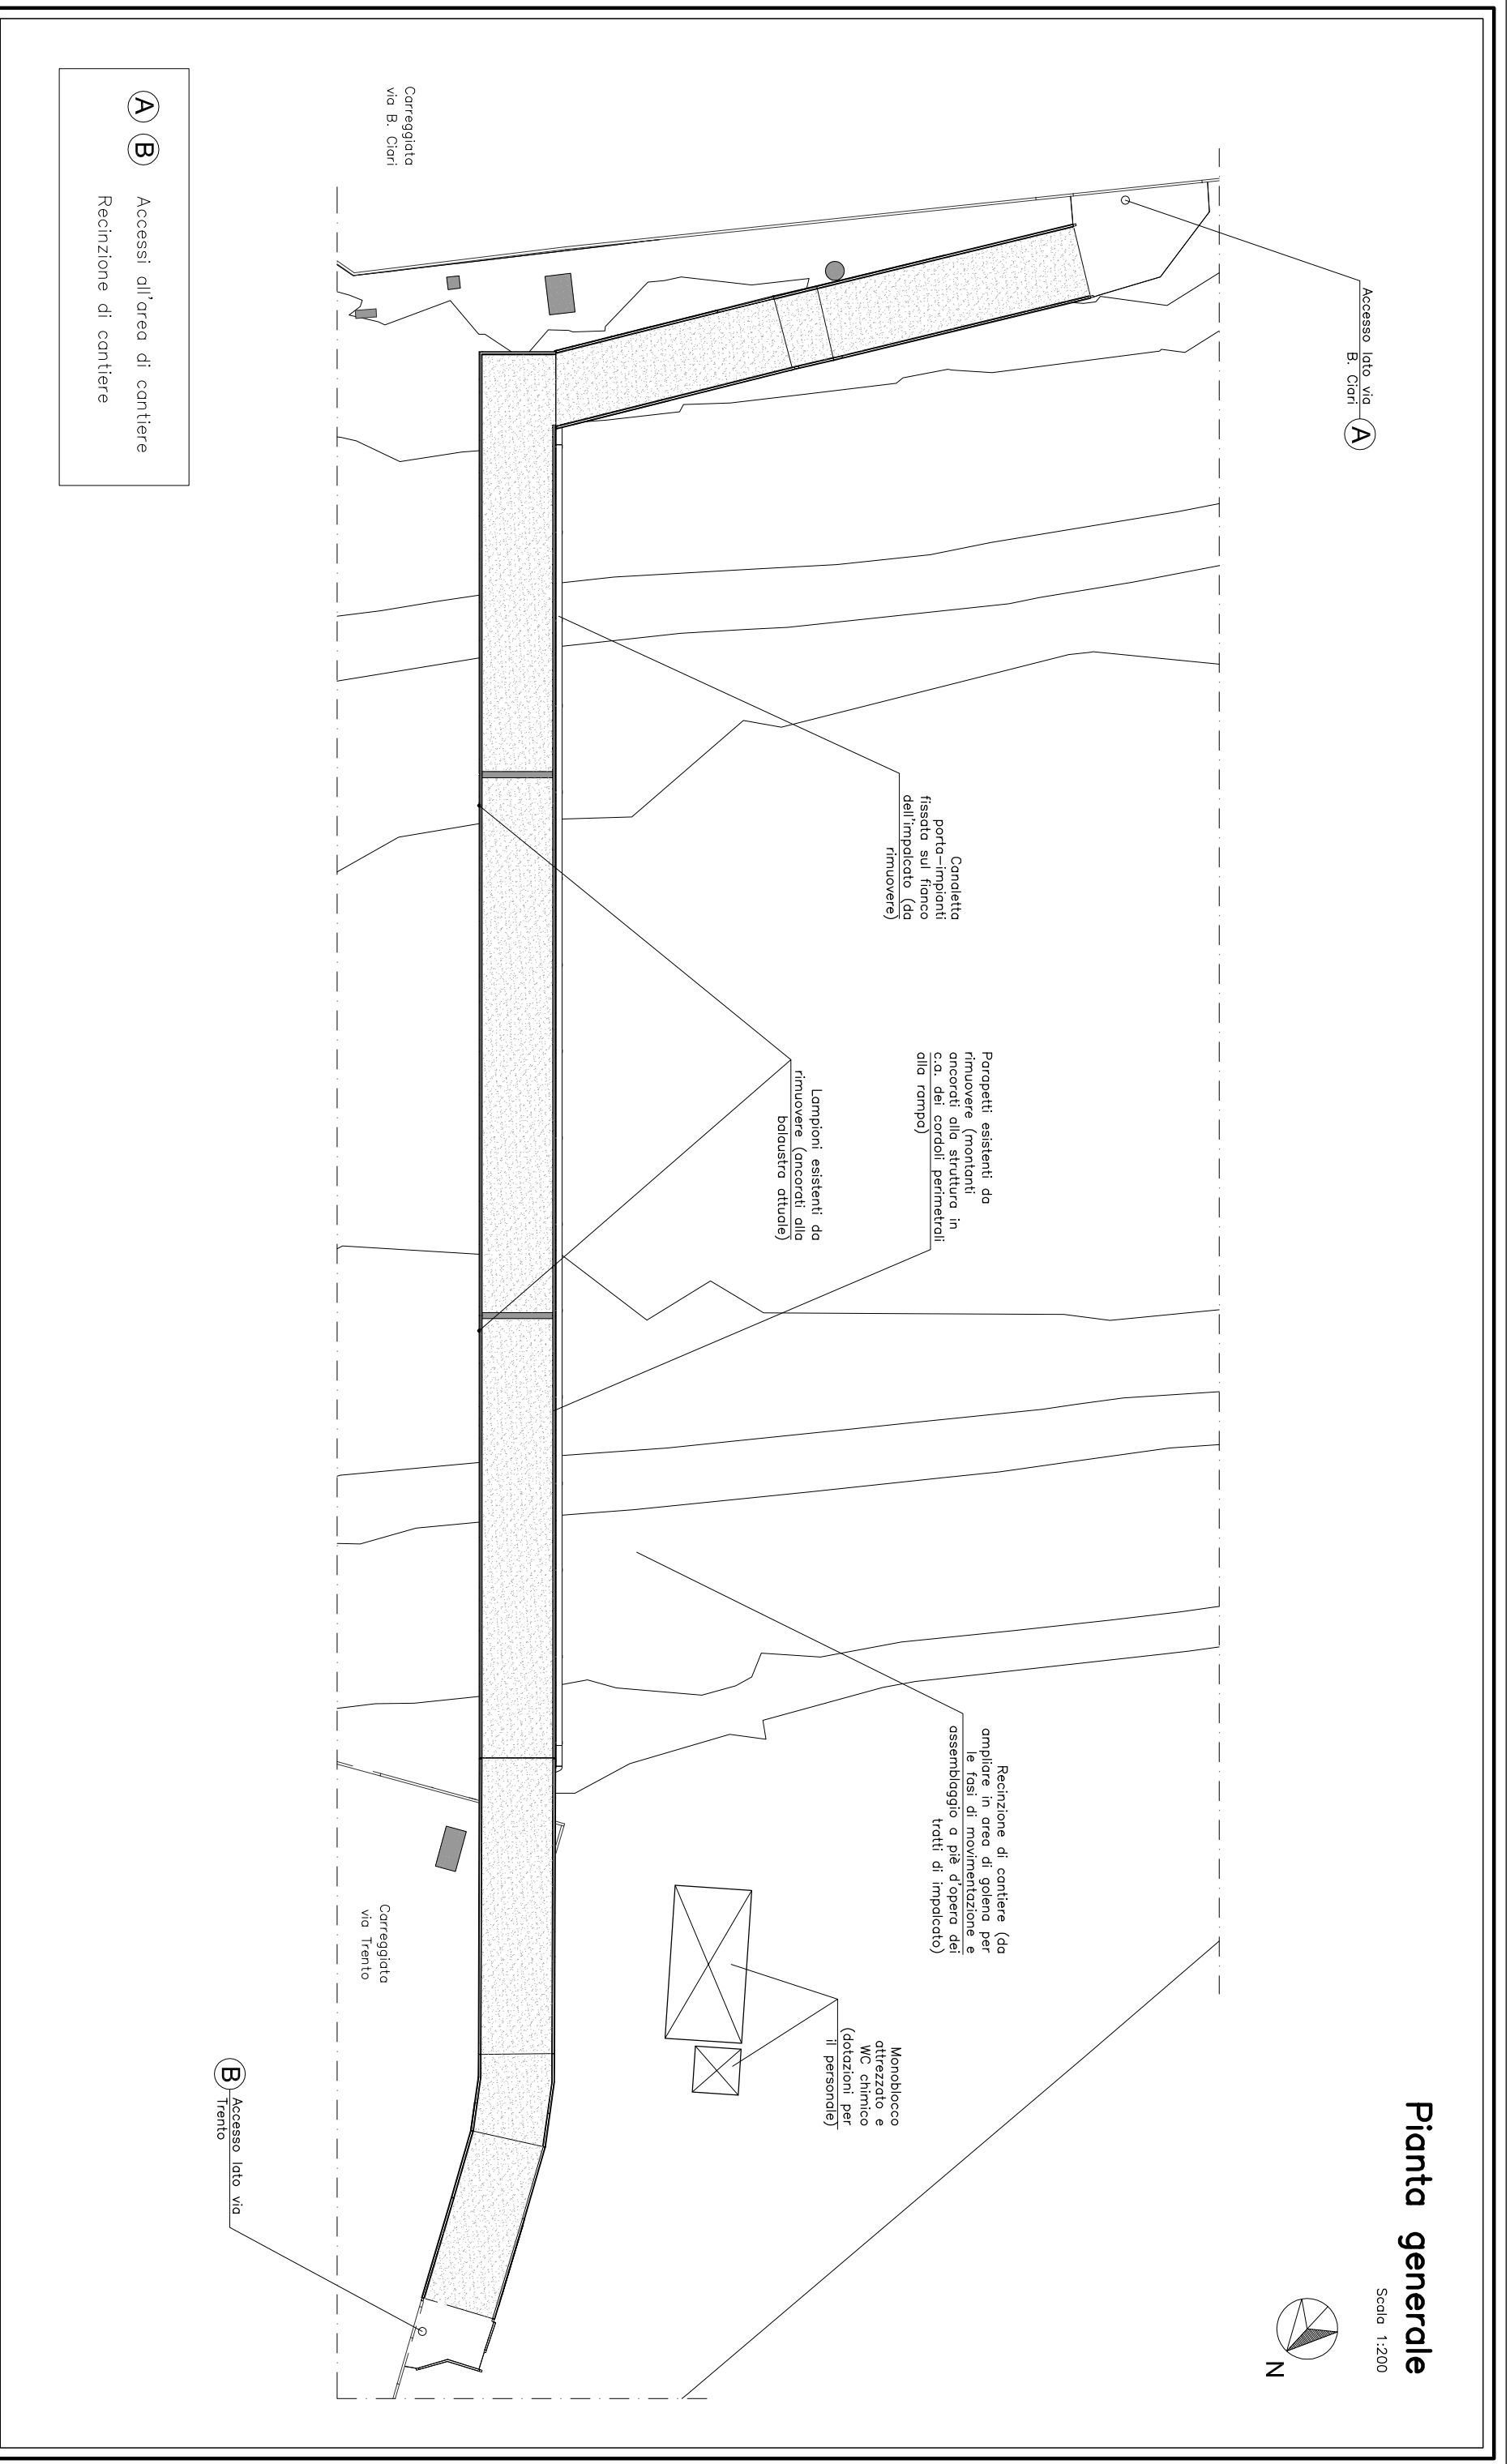 Pianta generale
Scala 1:200
N
Accesso lato via
B. Ciari
A
Canaletta
porta-impianti
fissata sul fianco
dell'impalcato (da
rimuovere)
Parapetti esistenti da
rimuovere (montanti
ancorati alla struttura in
c.a. dei cordoli perimetrali
alla rampa)
Lampioni esistenti da
rimuovere (ancorati alla
balaustra attuale)
Recinzione di cantiere (da
ampliare in area di golena per
le fasi di movimentazione e
assemblaggio a piè d'opera dei
tratti di impalcato)
Monoblocco
attrezzato e
WC chimico
(dotazioni per
il personale)
Carreggiata
via B. Ciari
Carreggiata
via Trento
B
Accesso lato via
Trento
A B Accessi all'area di cantiere
Recinzione di cantiere